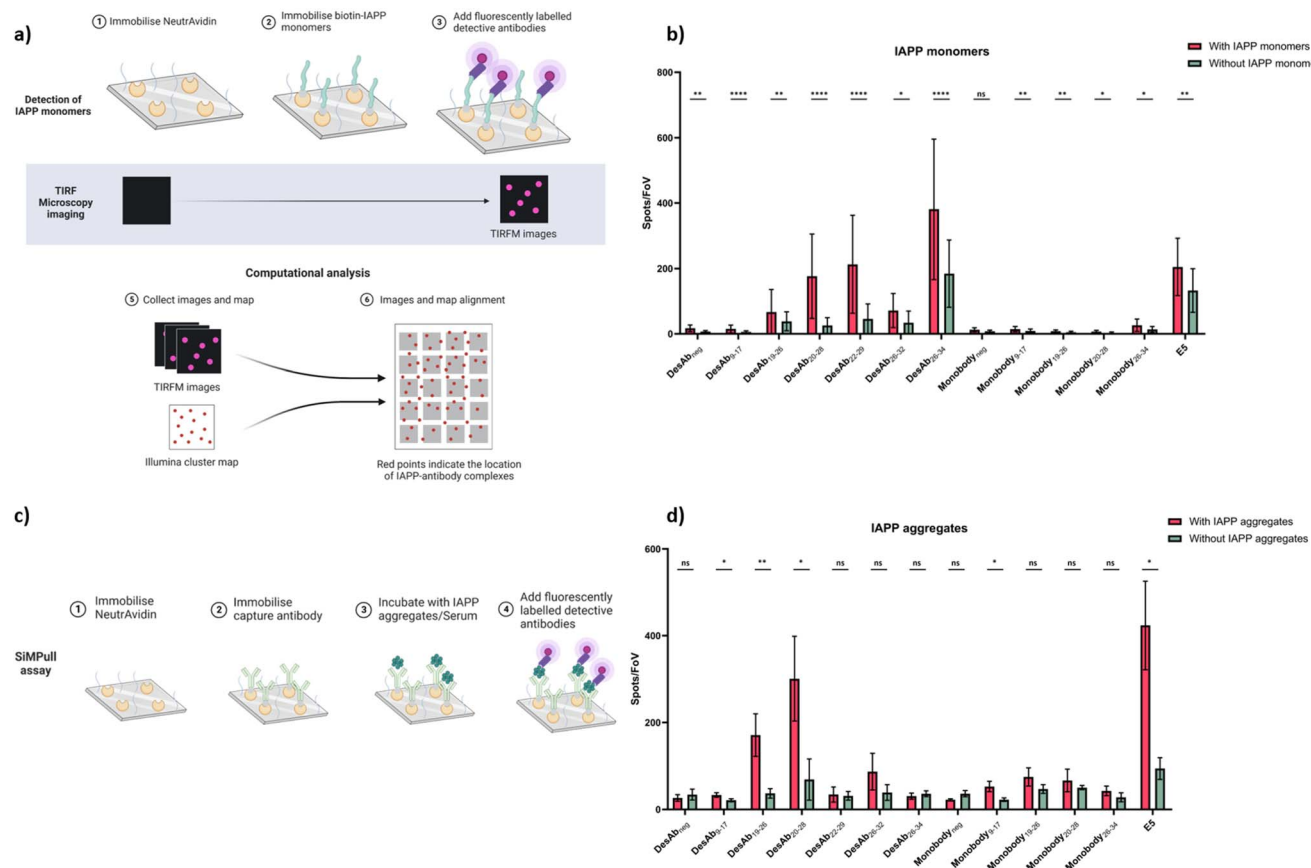 a)
① Immobilise NeutrAvidin
② Immobilise biotin-IAPP
monomers
③ Add fluorescently labelled
detective antibodies
Detection of
IAPP monomers
TIRF
Microscopy
imaging
TIRFM images
Computational analysis
⑤ Collect images and map
⑥ Images and map alignment
TIRFM images
Illumina cluster map
Red points indicate the location
of IAPP-antibody complexes
b)
IAPP monomers
With IAPP monomers
Without IAPP monom
Spots/FoV
800
600
400
200
0
** **** ** **** **** * **** ns ** ** * * **
DesAbneg
DesAb9-17
DesAb19-26
DesAb20-28
DesAb22-29
DesAb26-32
DesAb26-34
Monobodyneg
Monobody9-17
Monobody19-26
Monobody20-28
Monobody26-34
E5
c)
SiMPull
assay
① Immobilise
NeutrAvidin
② Immobilise
capture antibody
③ Incubate with IAPP
aggregates/Serum
④ Add fluorescently
labelled detective
antibodies
d)
IAPP aggregates
With IAPP aggregates
Without IAPP aggregates
Spots/FoV
600
400
200
0
ns * ** * ns ns ns ns * ns ns ns *
DesAbneg
DesAb9-17
DesAb19-26
DesAb20-28
DesAb22-29
DesAb26-32
DesAb26-34
Monobodyneg
Monobody9-17
Monobody19-26
Monobody20-28
Monobody26-34
E5